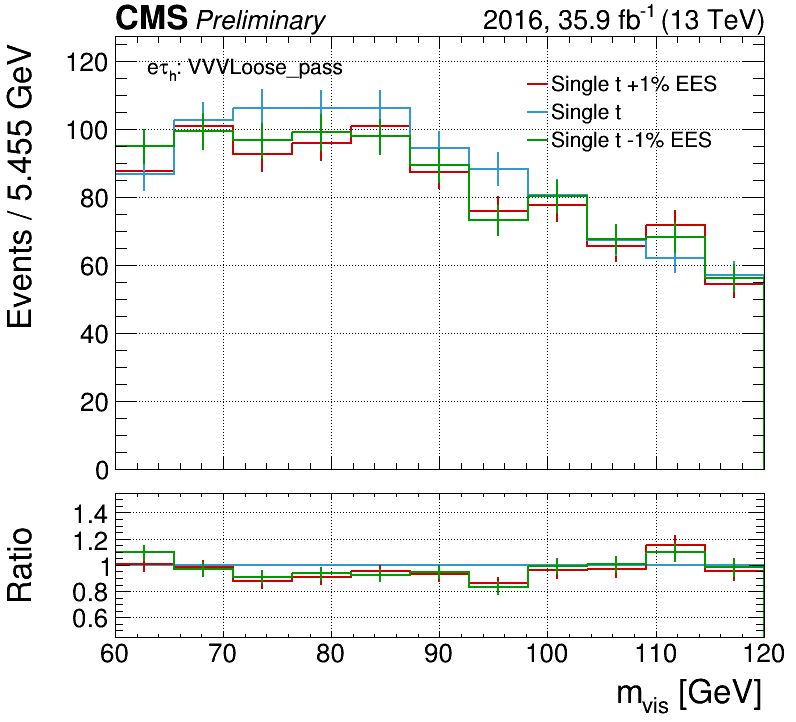 CMS Preliminary 2016, 35.9 fb⁻¹ (13 TeV)
eτh: VVVLoose_pass
Single t +1% EES
Single t
Single t -1% EES
Events / 5.455 GeV
120
100
80
60
40
20
0
Ratio
1.4
1.2
1
0.8
0.6
60 70 80 90 100 110 120
mvis [GeV]